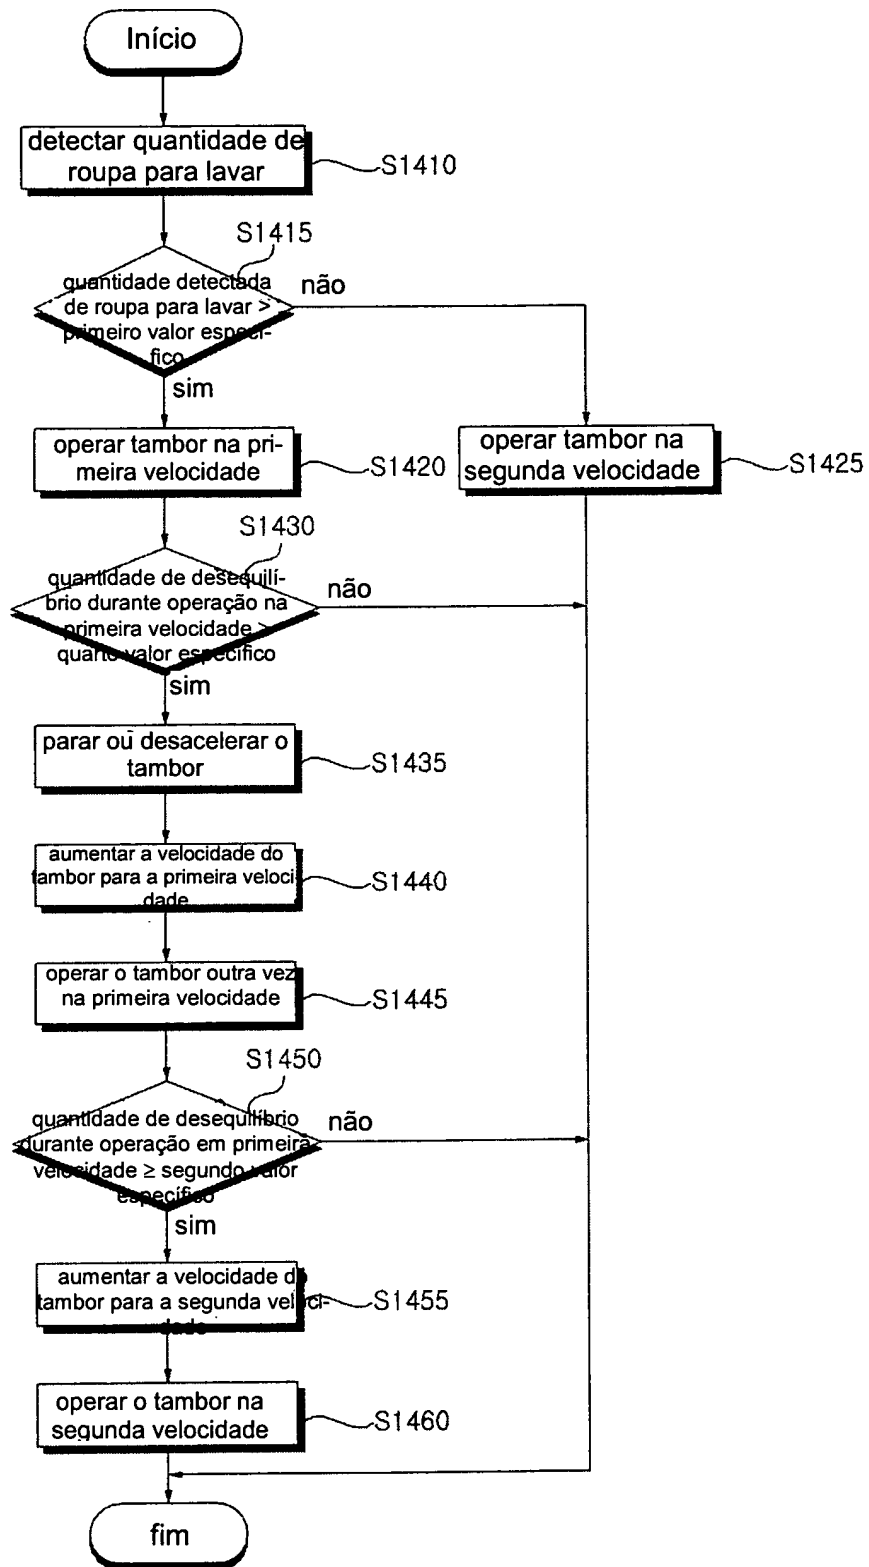 Início
detectar quantidade de
roupa para lavar
S1410
S1415
quantidade detectada
de roupa para lavar >
primeiro valor especí-
fico
não
sim
operar tambor na pri-
meira velocidade
S1420
operar tambor na
segunda velocidade
S1425
S1430
quantidade de desequilí-
brio durante operação na
primeira velocidade >
quarto valor específico
não
sim
parar ou desacelerar o
tambor
S1435
aumentar a velocidade do
tambor para a primeira veloci-
dade
S1440
operar o tambor outra vez
na primeira velocidade
S1445
S1450
quantidade de desequilíbrio
durante operação em primeira
velocidade ≥ segundo valor
específico
não
sim
aumentar a velocidade do
tambor para a segunda veloci-
dade
S1455
operar o tambor na
segunda velocidade
S1460
fim